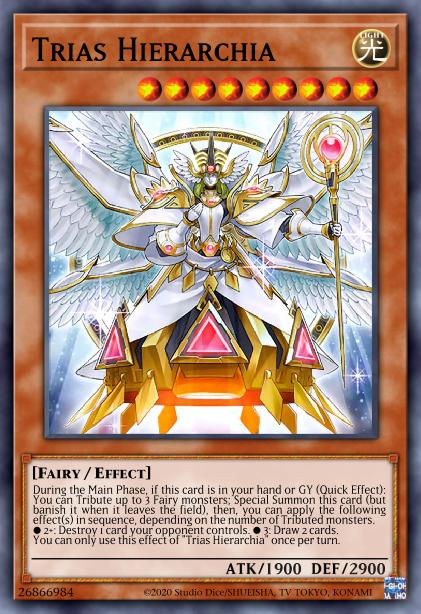 Trias Hierarchia
LIGHT
光
[Fairy / Effect]
During the Main Phase, if this card is in your hand or GY (Quick Effect):
You can Tribute up to 3 Fairy monsters; Special Summon this card (but
banish it when it leaves the field), then, you can apply the following
effect(s) in sequence, depending on the number of Tributed monsters.
● 2+: Destroy 1 card your opponent controls. ● 3: Draw 2 cards.
You can only use this effect of "Trias Hierarchia" once per turn.
ATK/1900 DEF/2900
26866984 ©2020 Studio Dice/SHUEISHA, TV TOKYO, KONAMI